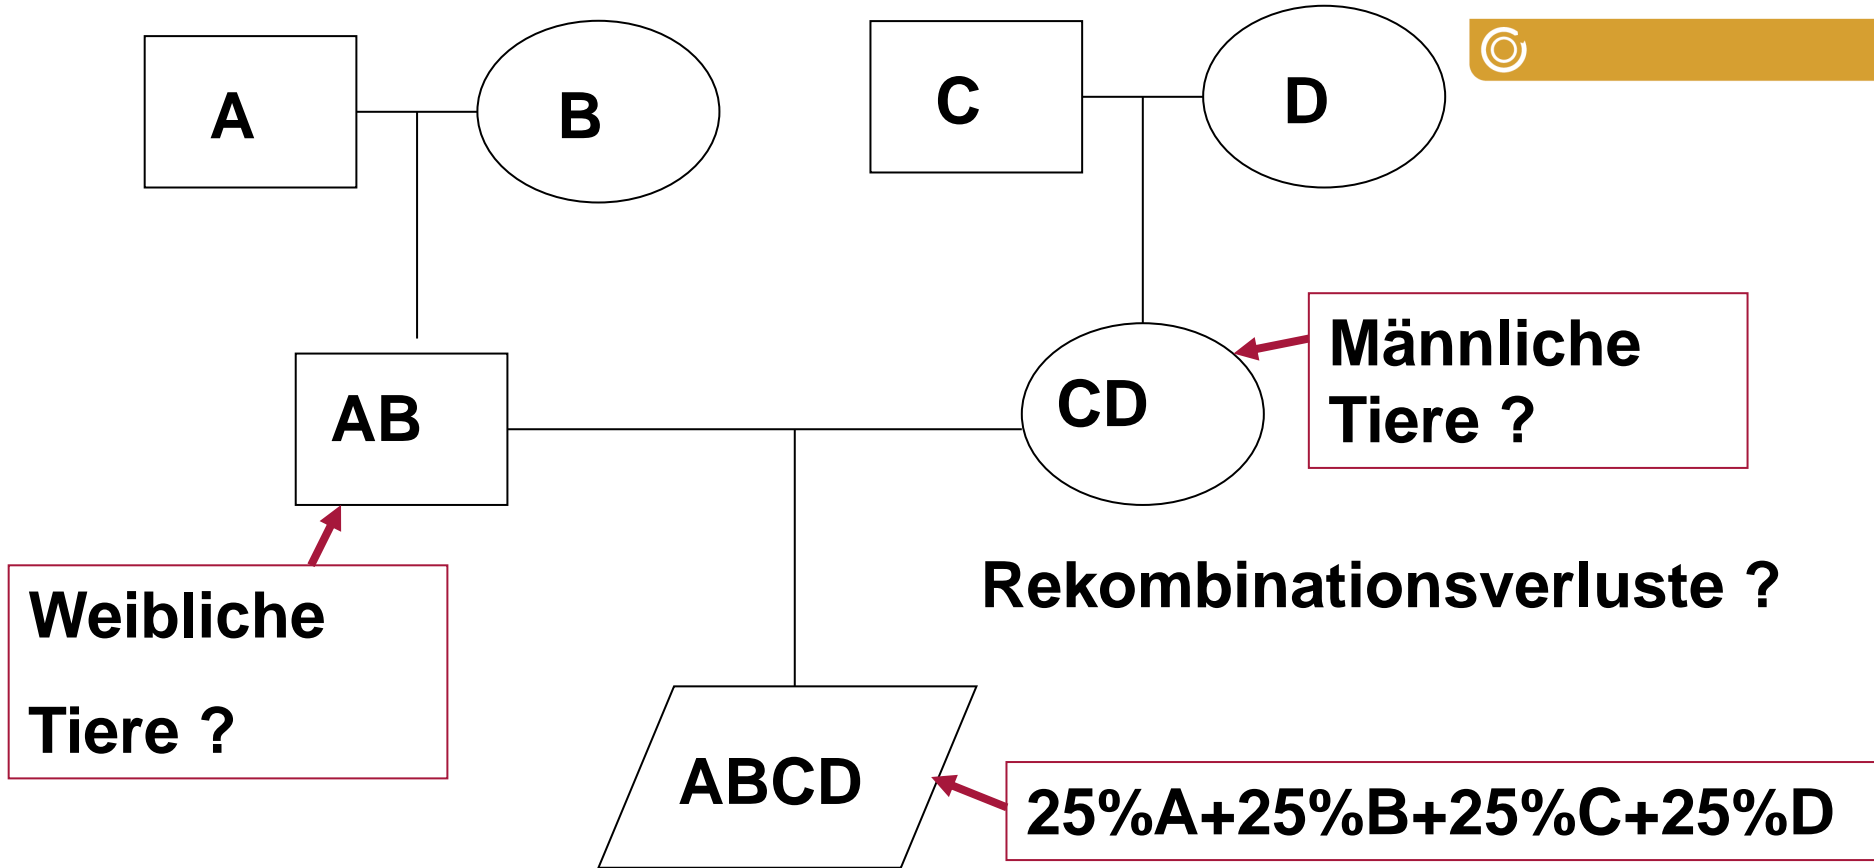 A
B
C
D
Männliche
Tiere ?
AB
CD
Rekombinationsverluste ?
Weibliche
Tiere ?
ABCD
25%A+25%B+25%C+25%D